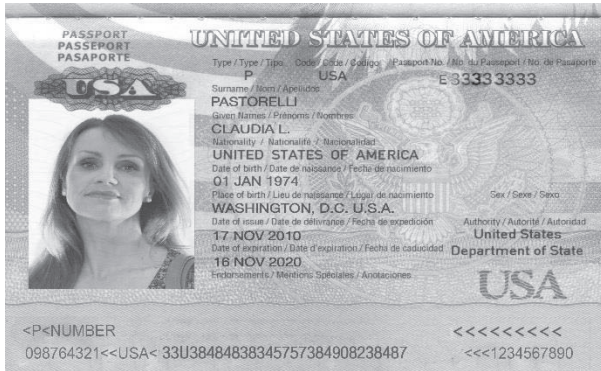 PASSPORT
PASSEPORT
PASAPORTE
UNITED STATES OF AMERICA
USA
Type / Type / Tipo Code / Code / Codigo Passport No. / No. du Passeport / No. de Pasaporte
P USA E33333333
Surname / Nom / Apellidos
PASTORELLI
Given Names / Prénoms / Nombres
CLAUDIA L.
Nationality / Nationalité / Nacionalidad
UNITED STATES OF AMERICA
Date of birth / Date de naissance / Fecha de nacimiento
01 JAN 1974
Place of birth / Lieu de naissance / Lugar de nacimiento Sex / Sexe / Sexo
WASHINGTON, D.C. U.S.A.
Date of issue / Date de délivrance / Fecha de expedición Authority / Autorité / Autoridad
17 NOV 2010 United States
Date of expiration / Date d'expiration / Fecha de caducidad Department of State
16 NOV 2020
Endorsements / Mentions Spéciales / Anotaciones
USA
<P<NUMBER <<<<<<<<<
098764321<<USA< 33U38484838345757384908238487 <<<1234567890